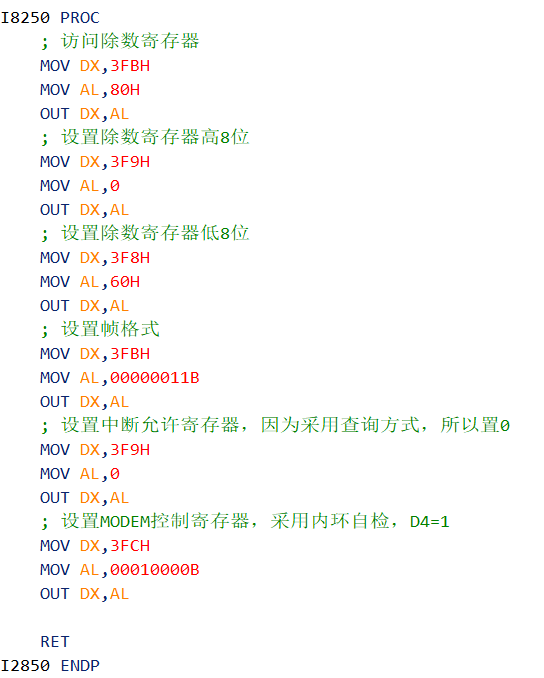 I8250 PROC
; 访问除数寄存器
MOV DX,3FBH
MOV AL,80H
OUT DX,AL
; 设置除数寄存器高8位
MOV DX,3F9H
MOV AL,0
OUT DX,AL
; 设置除数寄存器低8位
MOV DX,3F8H
MOV AL,60H
OUT DX,AL
; 设置帧格式
MOV DX,3FBH
MOV AL,00000011B
OUT DX,AL
; 设置中断允许寄存器，因为采用查询方式，所以置0
MOV DX,3F9H
MOV AL,0
OUT DX,AL
; 设置MODEM控制寄存器，采用内环自检，D4=1
MOV DX,3FCH
MOV AL,00010000B
OUT DX,AL
RET
I2850 ENDP